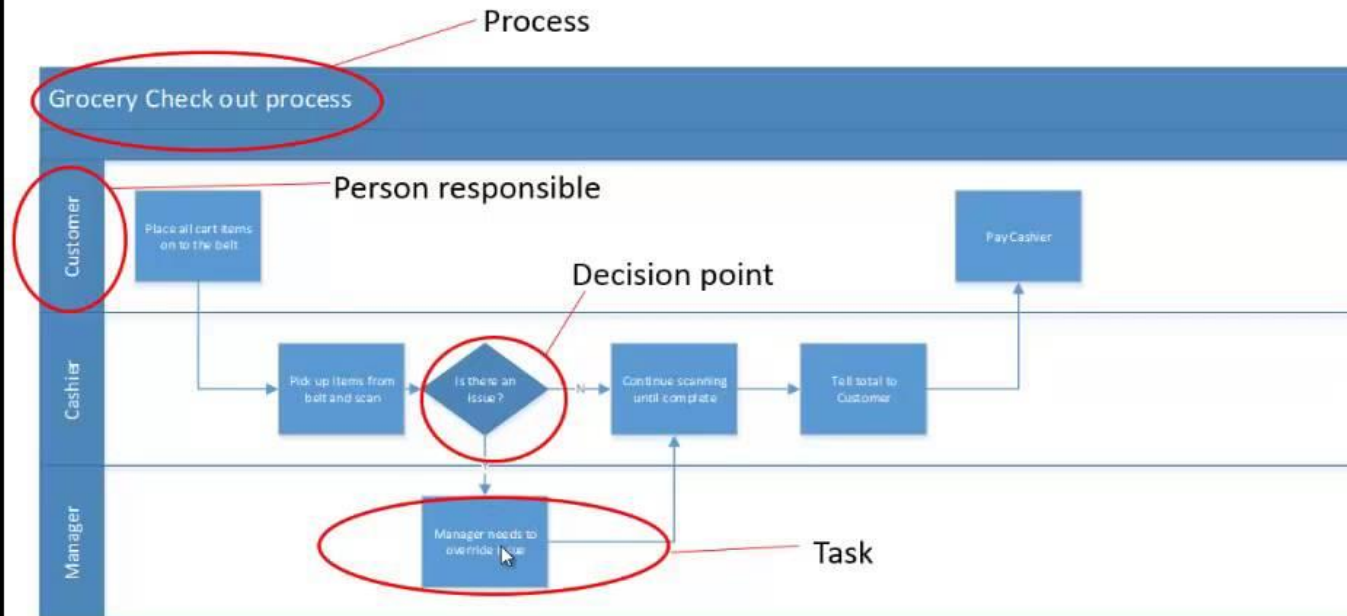 Process
Grocery Check out process
Person responsible
Customer
Place all cart items
on to the belt
Pay Cashier
Decision point
Cashier
Pick up items from
belt and scan
Is there an
issue?
N
Continue scanning
until complete
Tell total to
Customer
Y
Manager
Manager needs to
override issue
Task